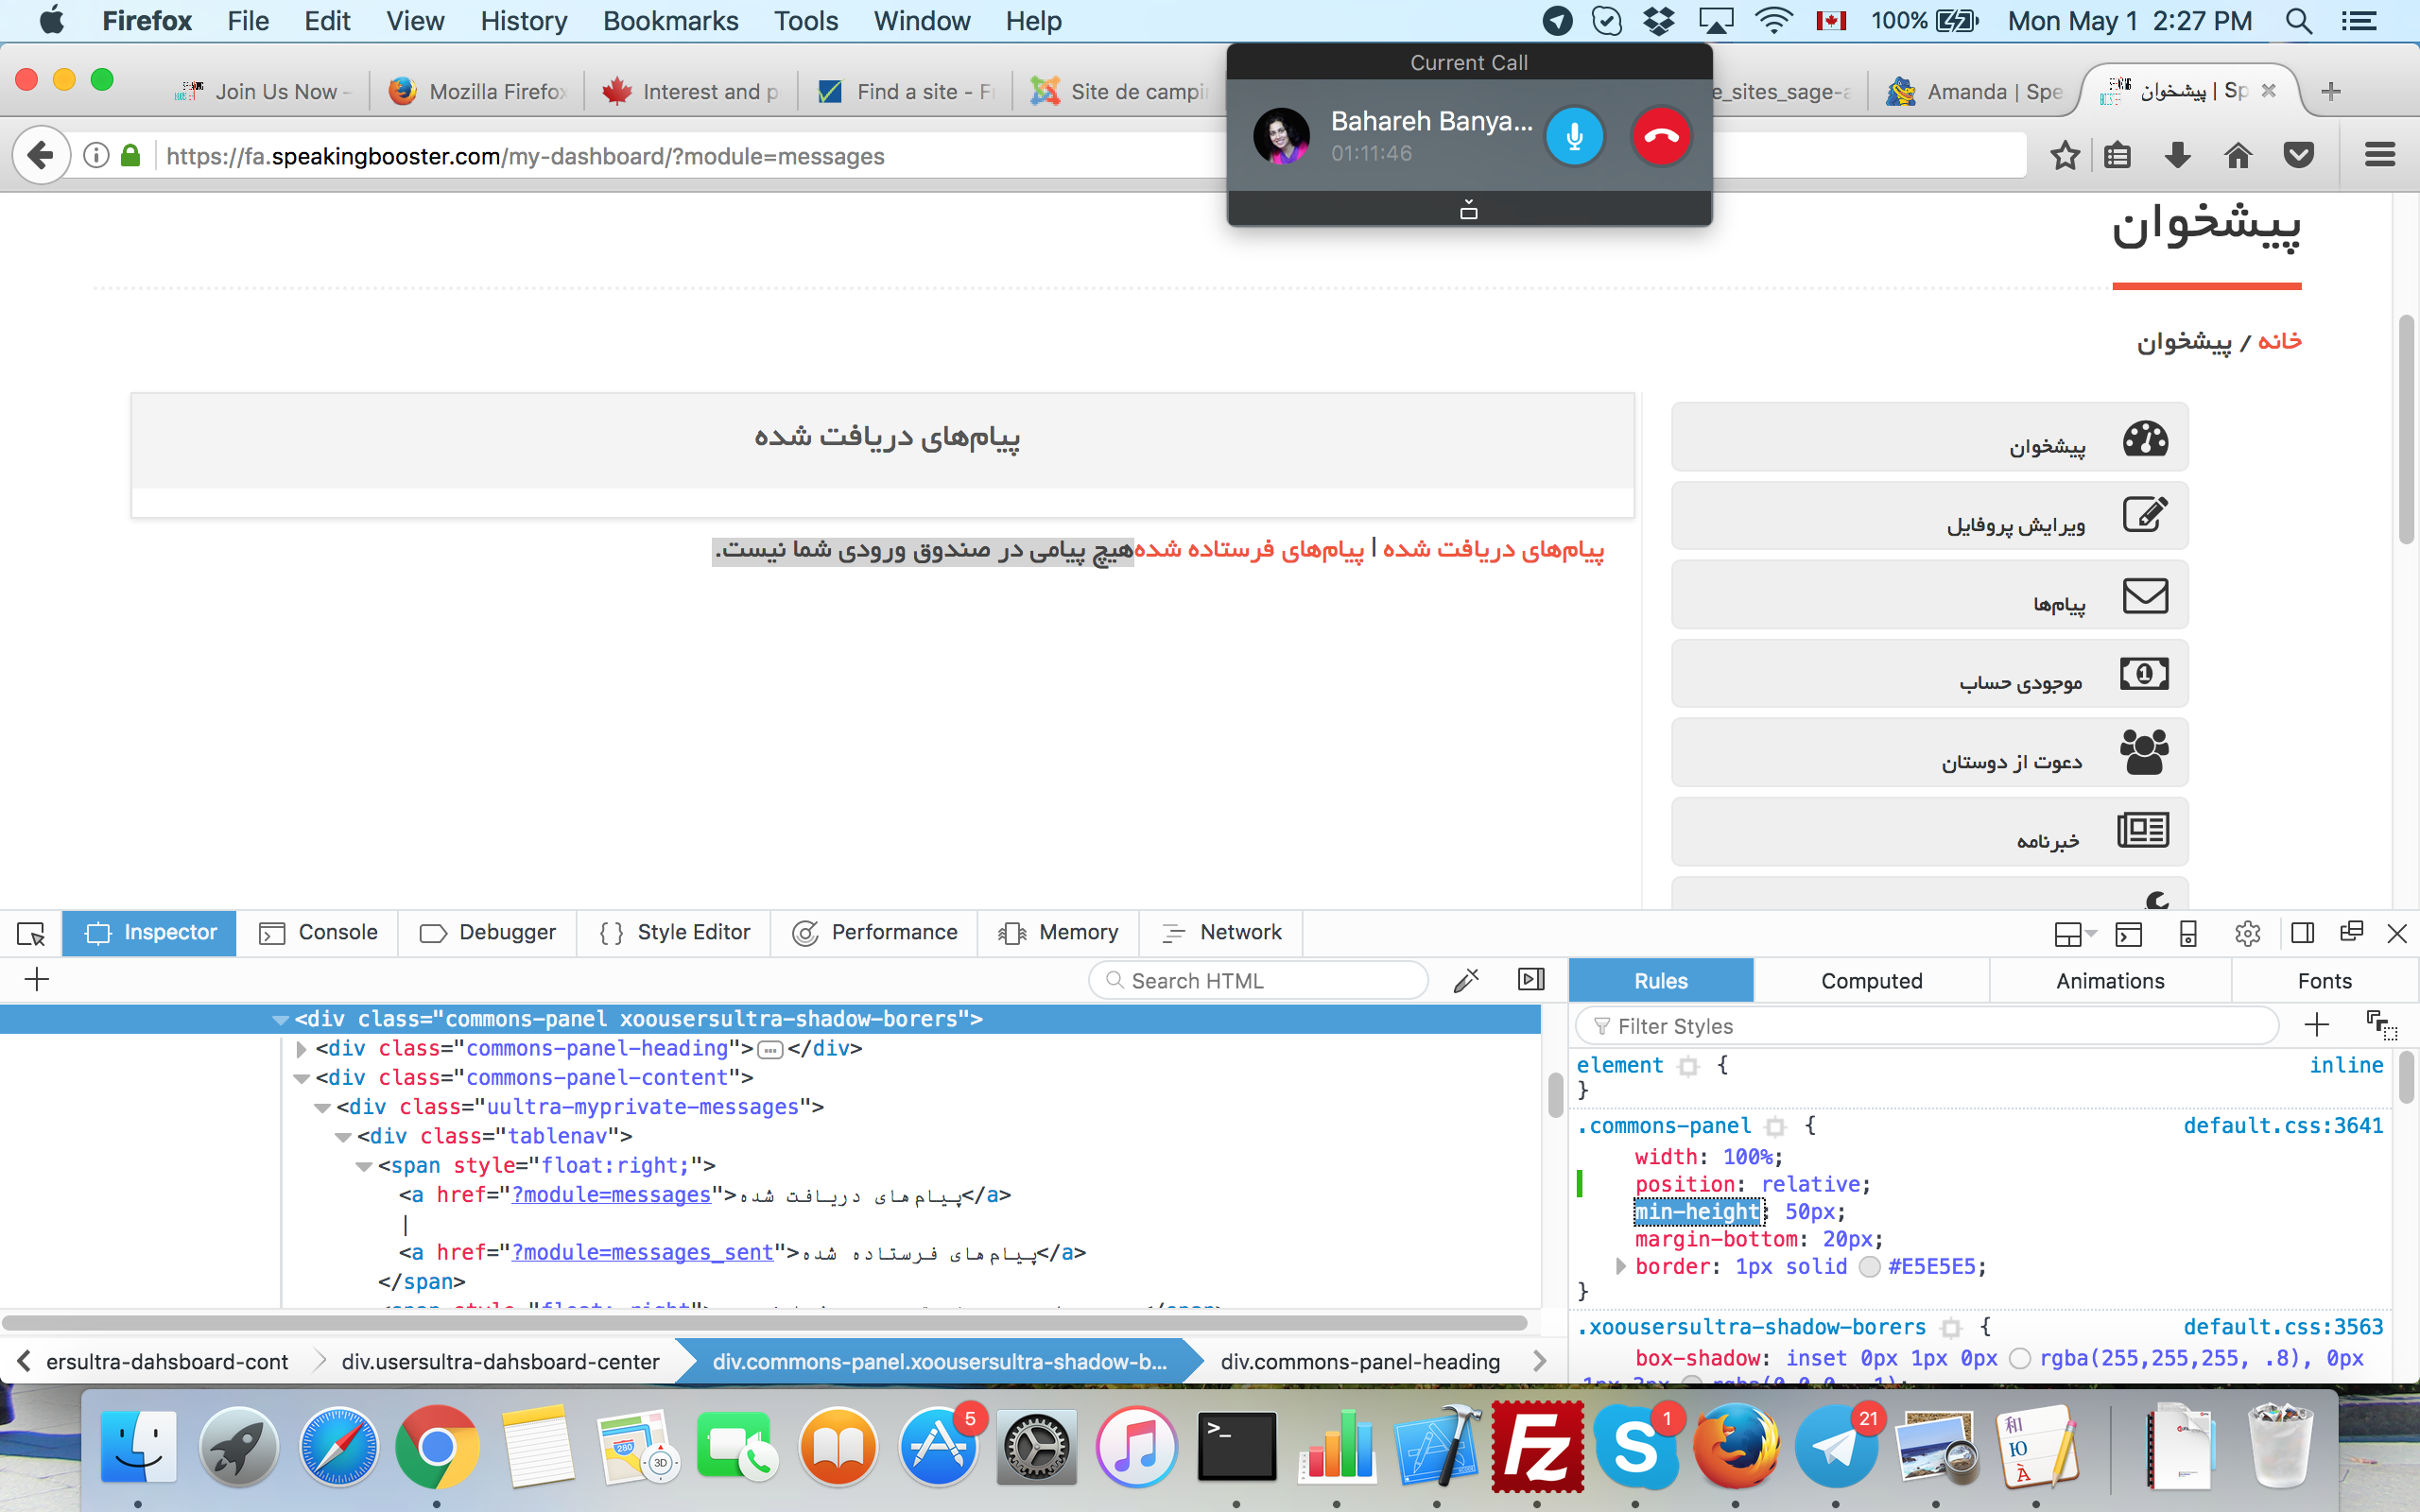 Firefox File Edit View History Bookmarks Tools Window Help 100% Mon May 1 2:27 PM
Current Call
Join Us Now - Mozilla Firefox Interest and p Find a site - F Site de campi e_sites_sage-a Amanda | Spe پیشخوان | Sp
Bahareh Banya...
01:11:46
https://fa.speakingbooster.com/my-dashboard/?module=messages
پیشخوان
خانه / پیشخوان
پیام‌های دریافت شده
پیام‌های دریافت شده | پیام‌های فرستاده شدههیچ پیامی در صندوق ورودی شما نیست.
پیشخوان
ویرایش پروفایل
پیام‌ها
موجودی حساب
دعوت از دوستان
خبرنامه
Inspector Console Debugger Style Editor Performance Memory Network
Search HTML
<div class="commons-panel xoousersultra-shadow-borers">
<div class="commons-panel-heading"></div>
<div class="commons-panel-content">
<div class="uultra-myprivate-messages">
<div class="tablenav">
<span style="float:right;">
<a href="?module=messages">پیام‌های دریافت شده</a>
|
<a href="?module=messages_sent">پیام‌های فرستاده شده</a>
</span>
ersultra-dahsboard-cont div.usersultra-dahsboard-center div.commons-panel.xoousersultra-shadow-b... div.commons-panel-heading
Rules Computed Animations Fonts
Filter Styles
element { inline
}
.commons-panel { default.css:3641
width: 100%;
position: relative;
min-height: 50px;
margin-bottom: 20px;
border: 1px solid #E5E5E5;
}
.xoousersultra-shadow-borers { default.css:3563
box-shadow: inset 0px 1px 0px rgba(255,255,255, .8), 0px
280 3D 5 >_ Fz S 1 21